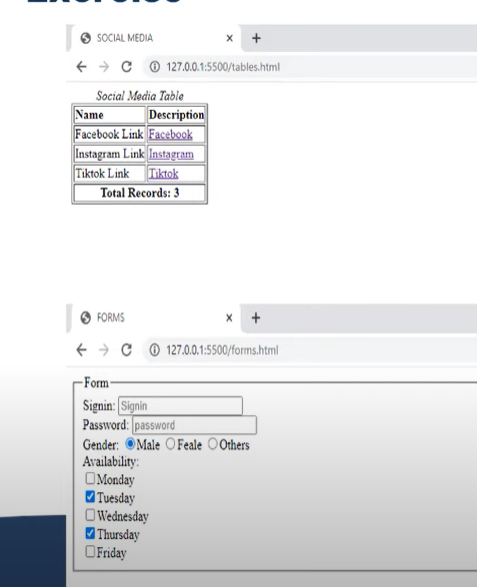 SOCIAL MEDIA × +
127.0.0.1:5500/tables.html
Social Media Table
Name Description
Facebook Link Facebook
Instagram Link Instagram
Tiktok Link Tiktok
Total Records: 3
FORMS × +
127.0.0.1:5500/forms.html
Form
Signin: Signin
Password: password
Gender: Male Feale Others
Availability:
Monday
Tuesday
Wednesday
Thursday
Friday